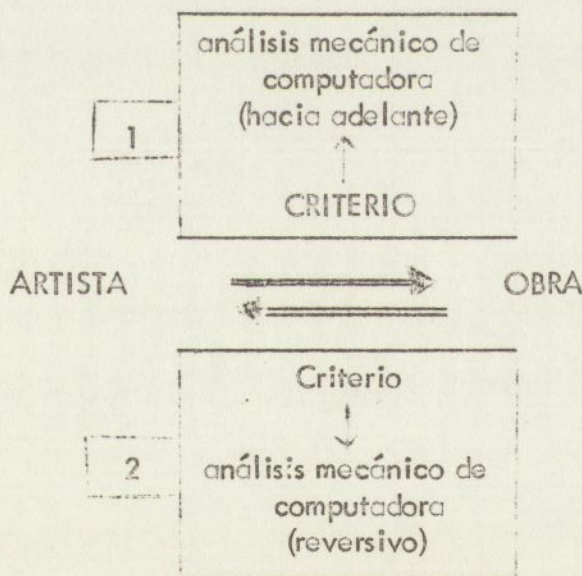 análisis mecánico de
computadora
(hacia adelante)
1
CRITERIO
ARTISTA OBRA
Criterio
2
análisis mecánico de
computadora
(reversivo)